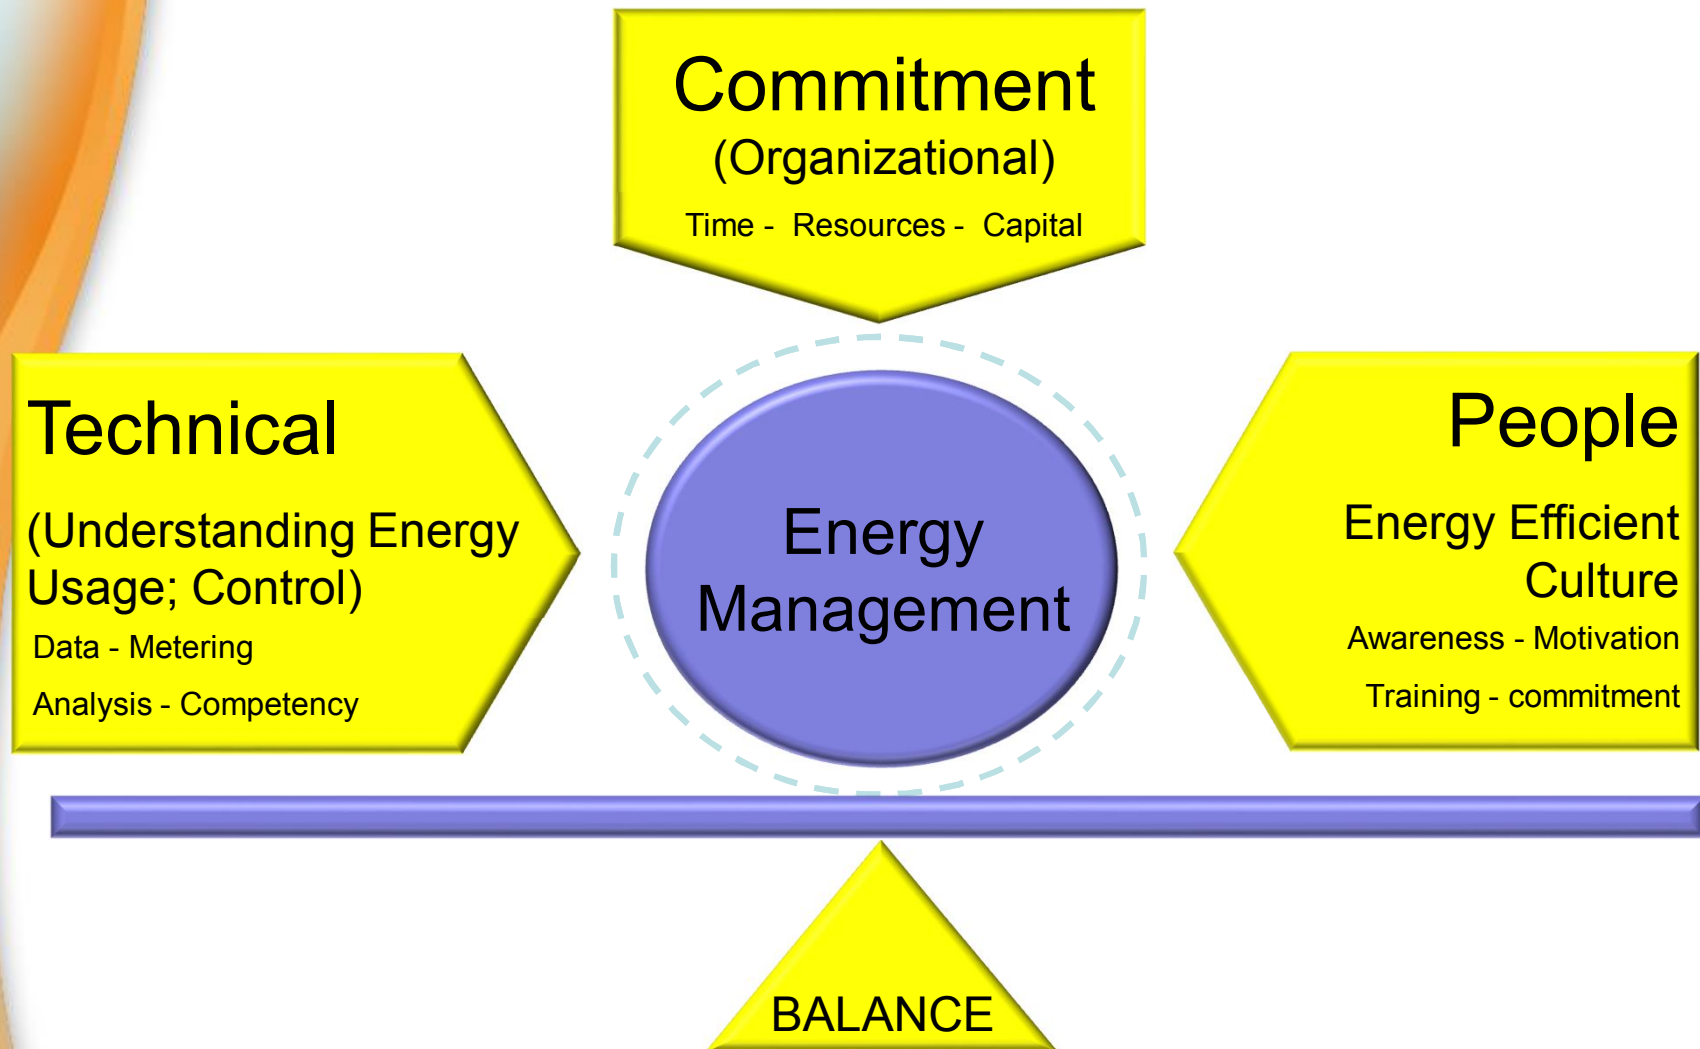 Commitment
(Organizational)
Time - Resources - Capital
Technical
(Understanding Energy
Usage; Control)
Data - Metering
Analysis - Competency
Energy
Management
People
Energy Efficient
Culture
Awareness - Motivation
Training - commitment
BALANCE